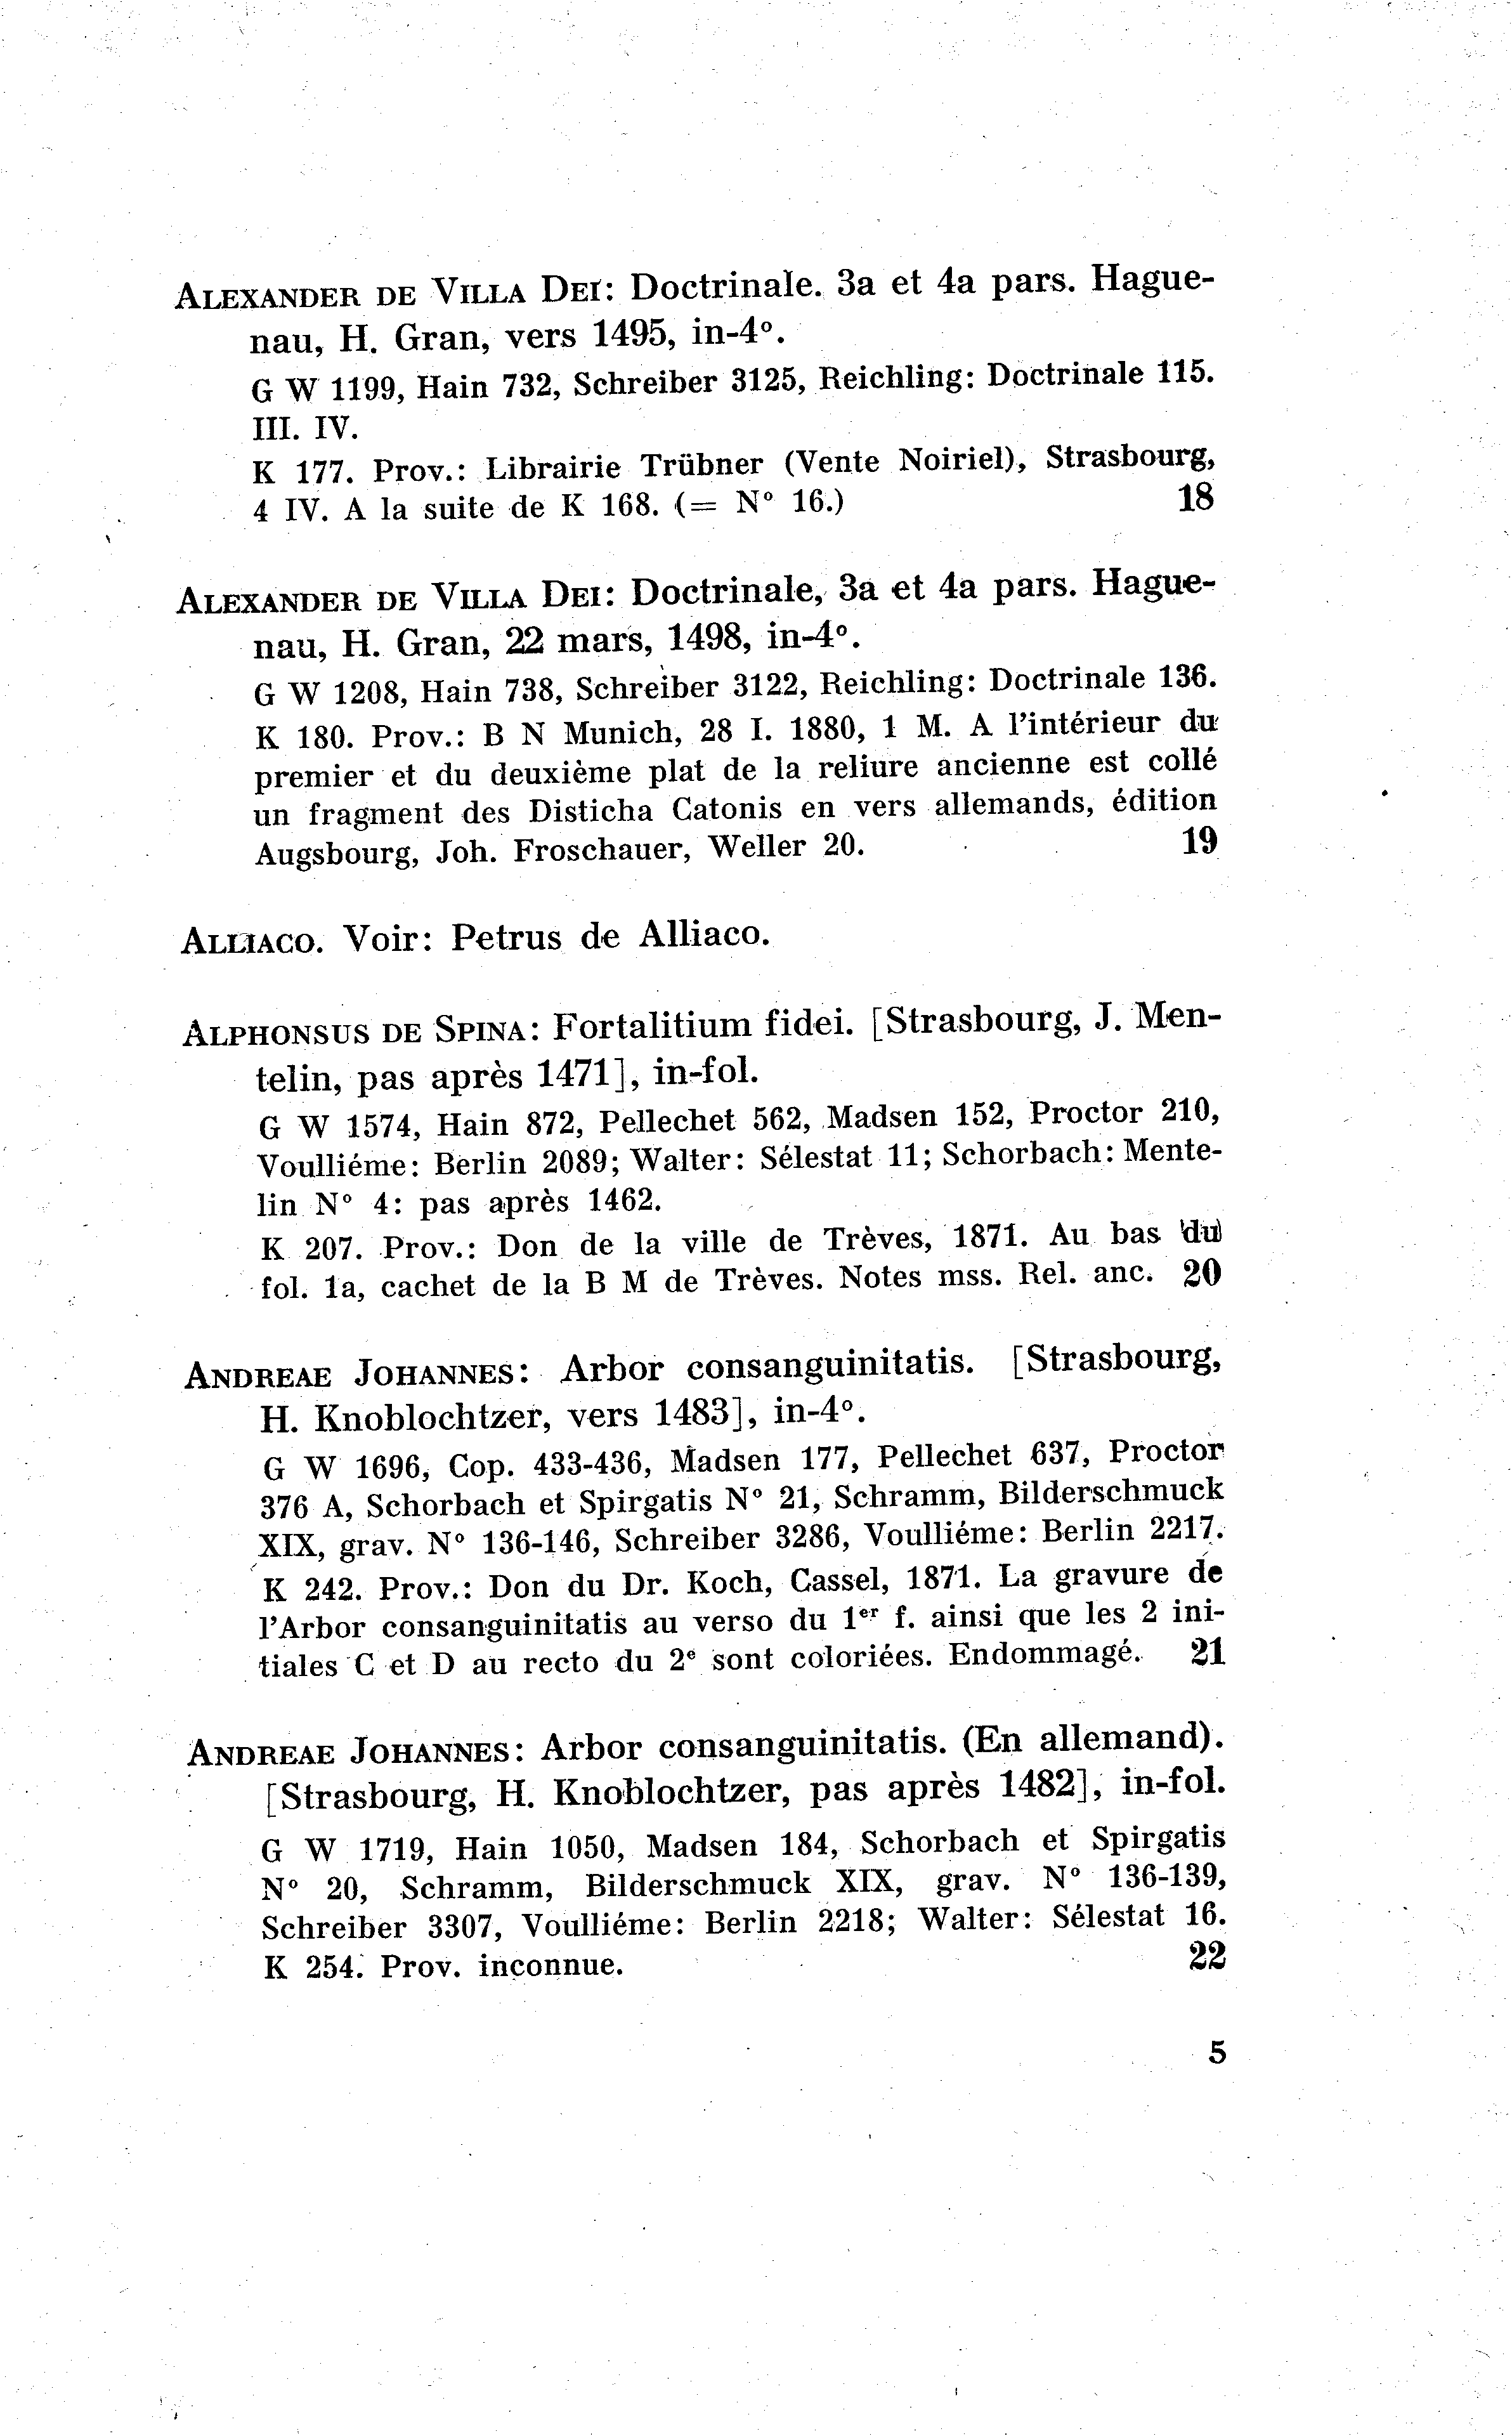 ALEXANDER DE VILLA DEI: Doctrinale. 3a et 4a pars. Hague-
nau, H. Gran, vers 1495, in-4°.
G W 1199, Hain 732, Schreiber 3125, Reichling: Doctrinale 115.
III. IV.
K 177. Prov.: Librairie Trübner (Vente Noiriel), Strasbourg,
4 IV. A la suite de K 168. (= N° 16.) 18
ALEXANDER DE VILLA DEI: Doctrinale, 3a et 4a pars. Hague-
nau, H. Gran, 22 mars, 1498, in-4°.
G W 1208, Hain 738, Schreiber 3122, Reichling: Doctrinale 136.
K 180. Prov.: B N Munich, 28 I. 1880, 1 M. A l'intérieur du
premier et du deuxième plat de la reliure ancienne est collé
un fragment des Disticha Catonis en vers allemands, édition
Augsbourg, Joh. Froschauer, Weller 20. 19
ALLIACO. Voir: Petrus de Alliaco.
ALPHONSUS DE SPINA: Fortalitium fidei. [Strasbourg, J. Men-
telin, pas après 1471], in-fol.
G W 1574, Hain 872, Pellechet 562, Madsen 152, Proctor 210,
Voulliéme: Berlin 2089; Walter: Sélestat 11; Schorbach: Mente-
lin N° 4: pas après 1462.
K 207. Prov.: Don de la ville de Trèves, 1871. Au bas du
fol. 1a, cachet de la B M de Trèves. Notes mss. Rel. anc. 20
ANDREAE JOHANNES: Arbor consanguinitatis. [Strasbourg,
H. Knoblochtzer, vers 1483], in-4°.
G W 1696, Cop. 433-436, Madsen 177, Pellechet 637, Proctor
376 A, Schorbach et Spirgatis N° 21, Schramm, Bilderschmuck
XIX, grav. N° 136-146, Schreiber 3286, Voulliéme: Berlin 2217.
K 242. Prov.: Don du Dr. Koch, Cassel, 1871. La gravure de
l'Arbor consanguinitatis au verso du 1er f. ainsi que les 2 ini-
tiales C et D au recto du 2e sont coloriées. Endommagé. 21
ANDREAE JOHANNES: Arbor consanguinitatis. (En allemand).
[Strasbourg, H. Knoblochtzer, pas après 1482], in-fol.
G W 1719, Hain 1050, Madsen 184, Schorbach et Spirgatis
N° 20, Schramm, Bilderschmuck XIX, grav. N° 136-139,
Schreiber 3307, Voulliéme: Berlin 2218; Walter: Sélestat 16.
K 254. Prov. inconnue. 22
5